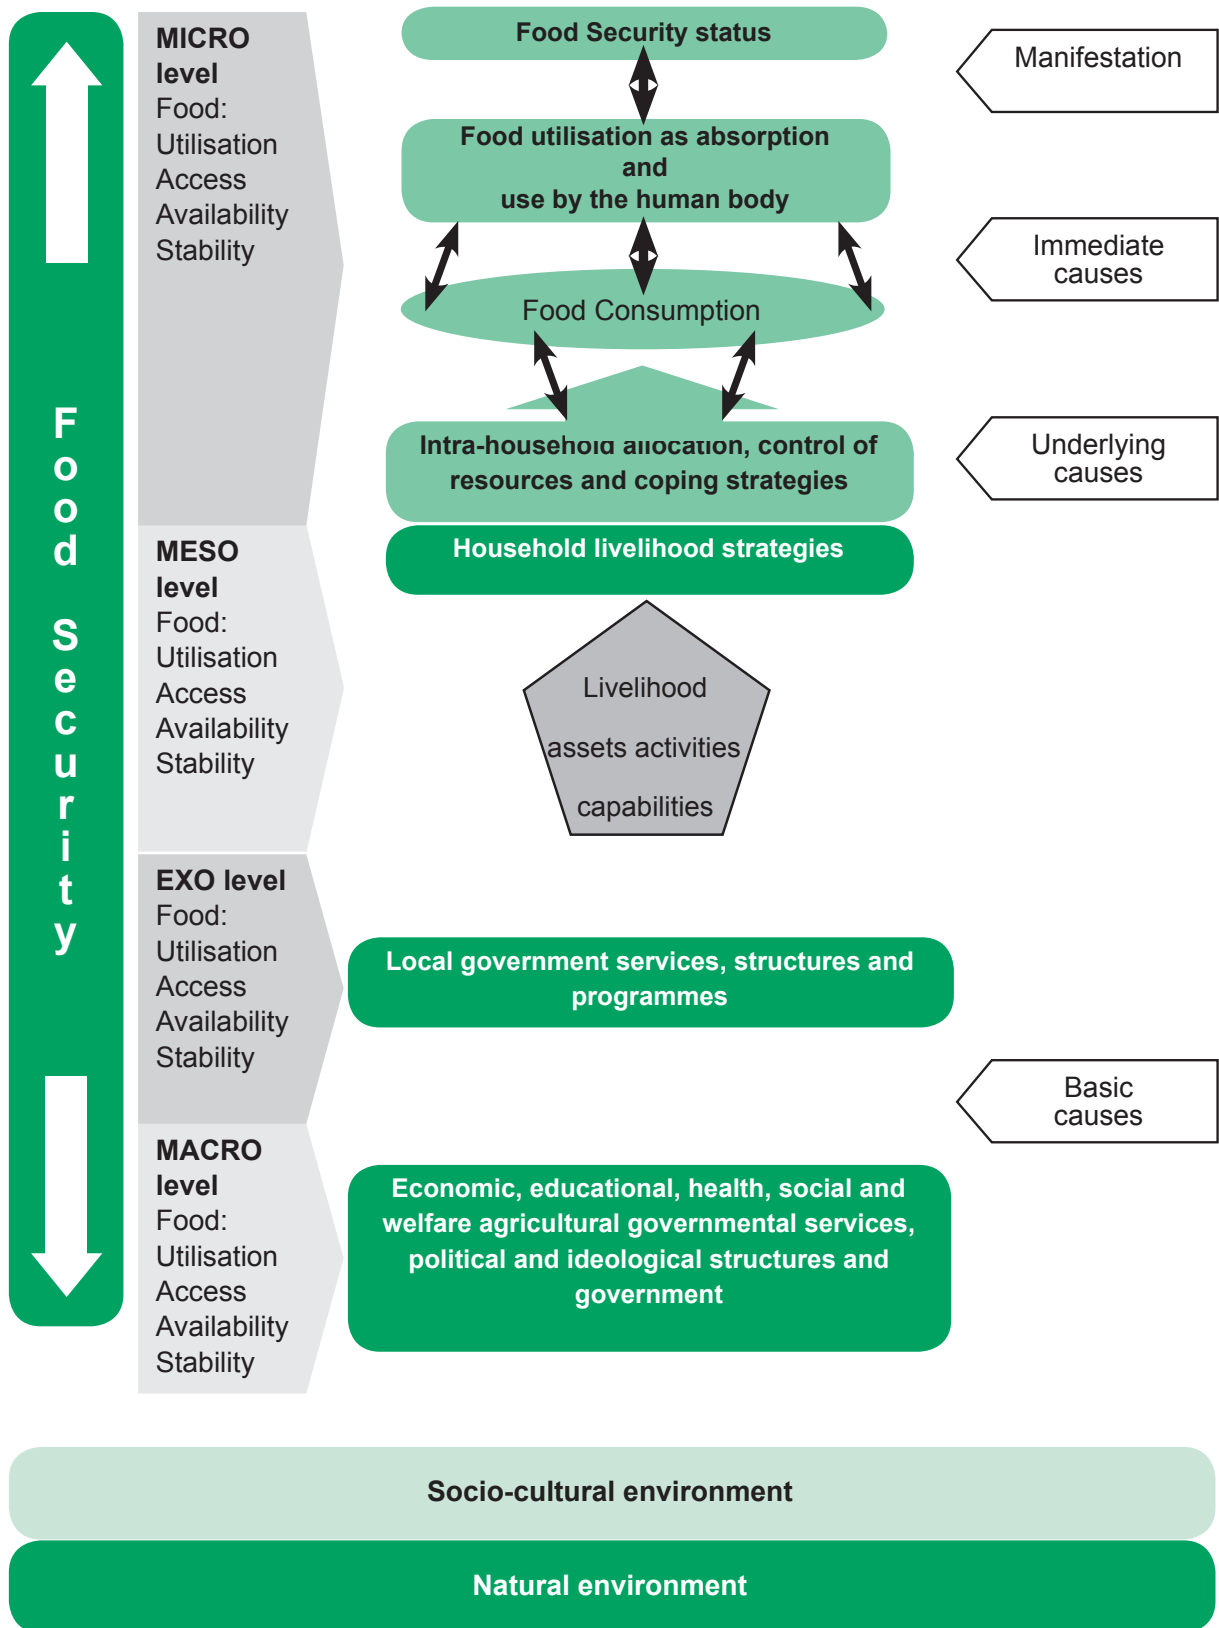 Food Security
MICRO
level
Food:
Utilisation
Access
Availability
Stability
Food Security status
Manifestation
Food utilisation as absorption
and
use by the human body
Immediate
causes
Food Consumption
Intra-household allocation, control of
resources and coping strategies
Underlying
causes
MESO
level
Food:
Utilisation
Access
Availability
Stability
Household livelihood strategies
Livelihood
assets activities
capabilities
EXO level
Food:
Utilisation
Access
Availability
Stability
Local government services, structures and
programmes
Basic
causes
MACRO
level
Food:
Utilisation
Access
Availability
Stability
Economic, educational, health, social and
welfare agricultural governmental services,
political and ideological structures and
government
Socio-cultural environment
Natural environment